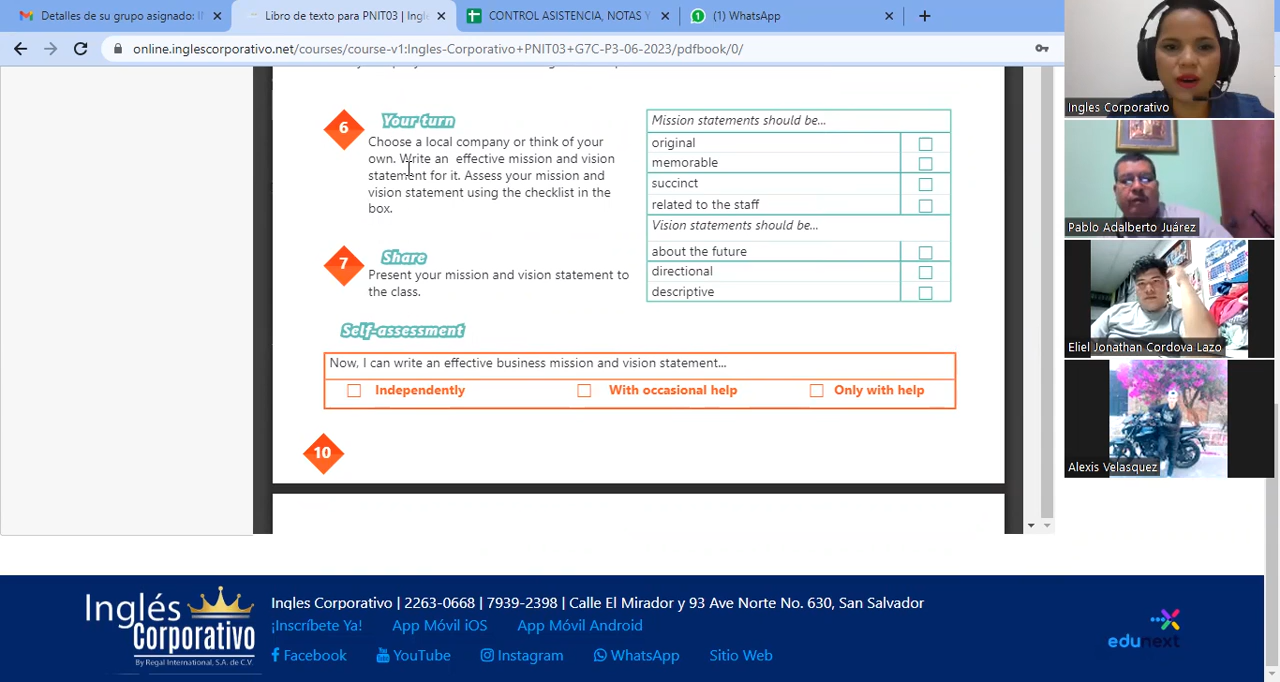 Detalles de su grupo asignado: I
Libro de texto para PNIT03 | Ingl
CONTROL ASISTENCIA, NOTAS Y
(1) WhatsApp
online.inglescorporativo.net/courses/course-v1:Ingles-Corporativo+PNIT03+G7C-P3-06-2023/pdfbook/0/
6
Your turn
Choose a local company or think of your
own. Write an effective mission and vision
statement for it. Assess your mission and
vision statement using the checklist in the
box.
Mission statements should be...
original
memorable
succinct
related to the staff
Vision statements should be...
about the future
directional
descriptive
7
Share
Present your mission and vision statement to
the class.
Self-assessment
Now, I can write an effective business mission and vision statement...
Independently
With occasional help
Only with help
10
Ingles Corporativo
Pablo Adalberto Juárez
Eliel Jonathan Cordova Lazo
Alexis Velasquez
Inglés
Corporativo
By Regal International, S.A. de C.V.
Ingles Corporativo | 2263-0668 | 7939-2398 | Calle El Mirador y 93 Ave Norte No. 630, San Salvador
¡Inscríbete Ya! App Móvil iOS App Móvil Android
Facebook YouTube Instagram WhatsApp Sitio Web
edunext